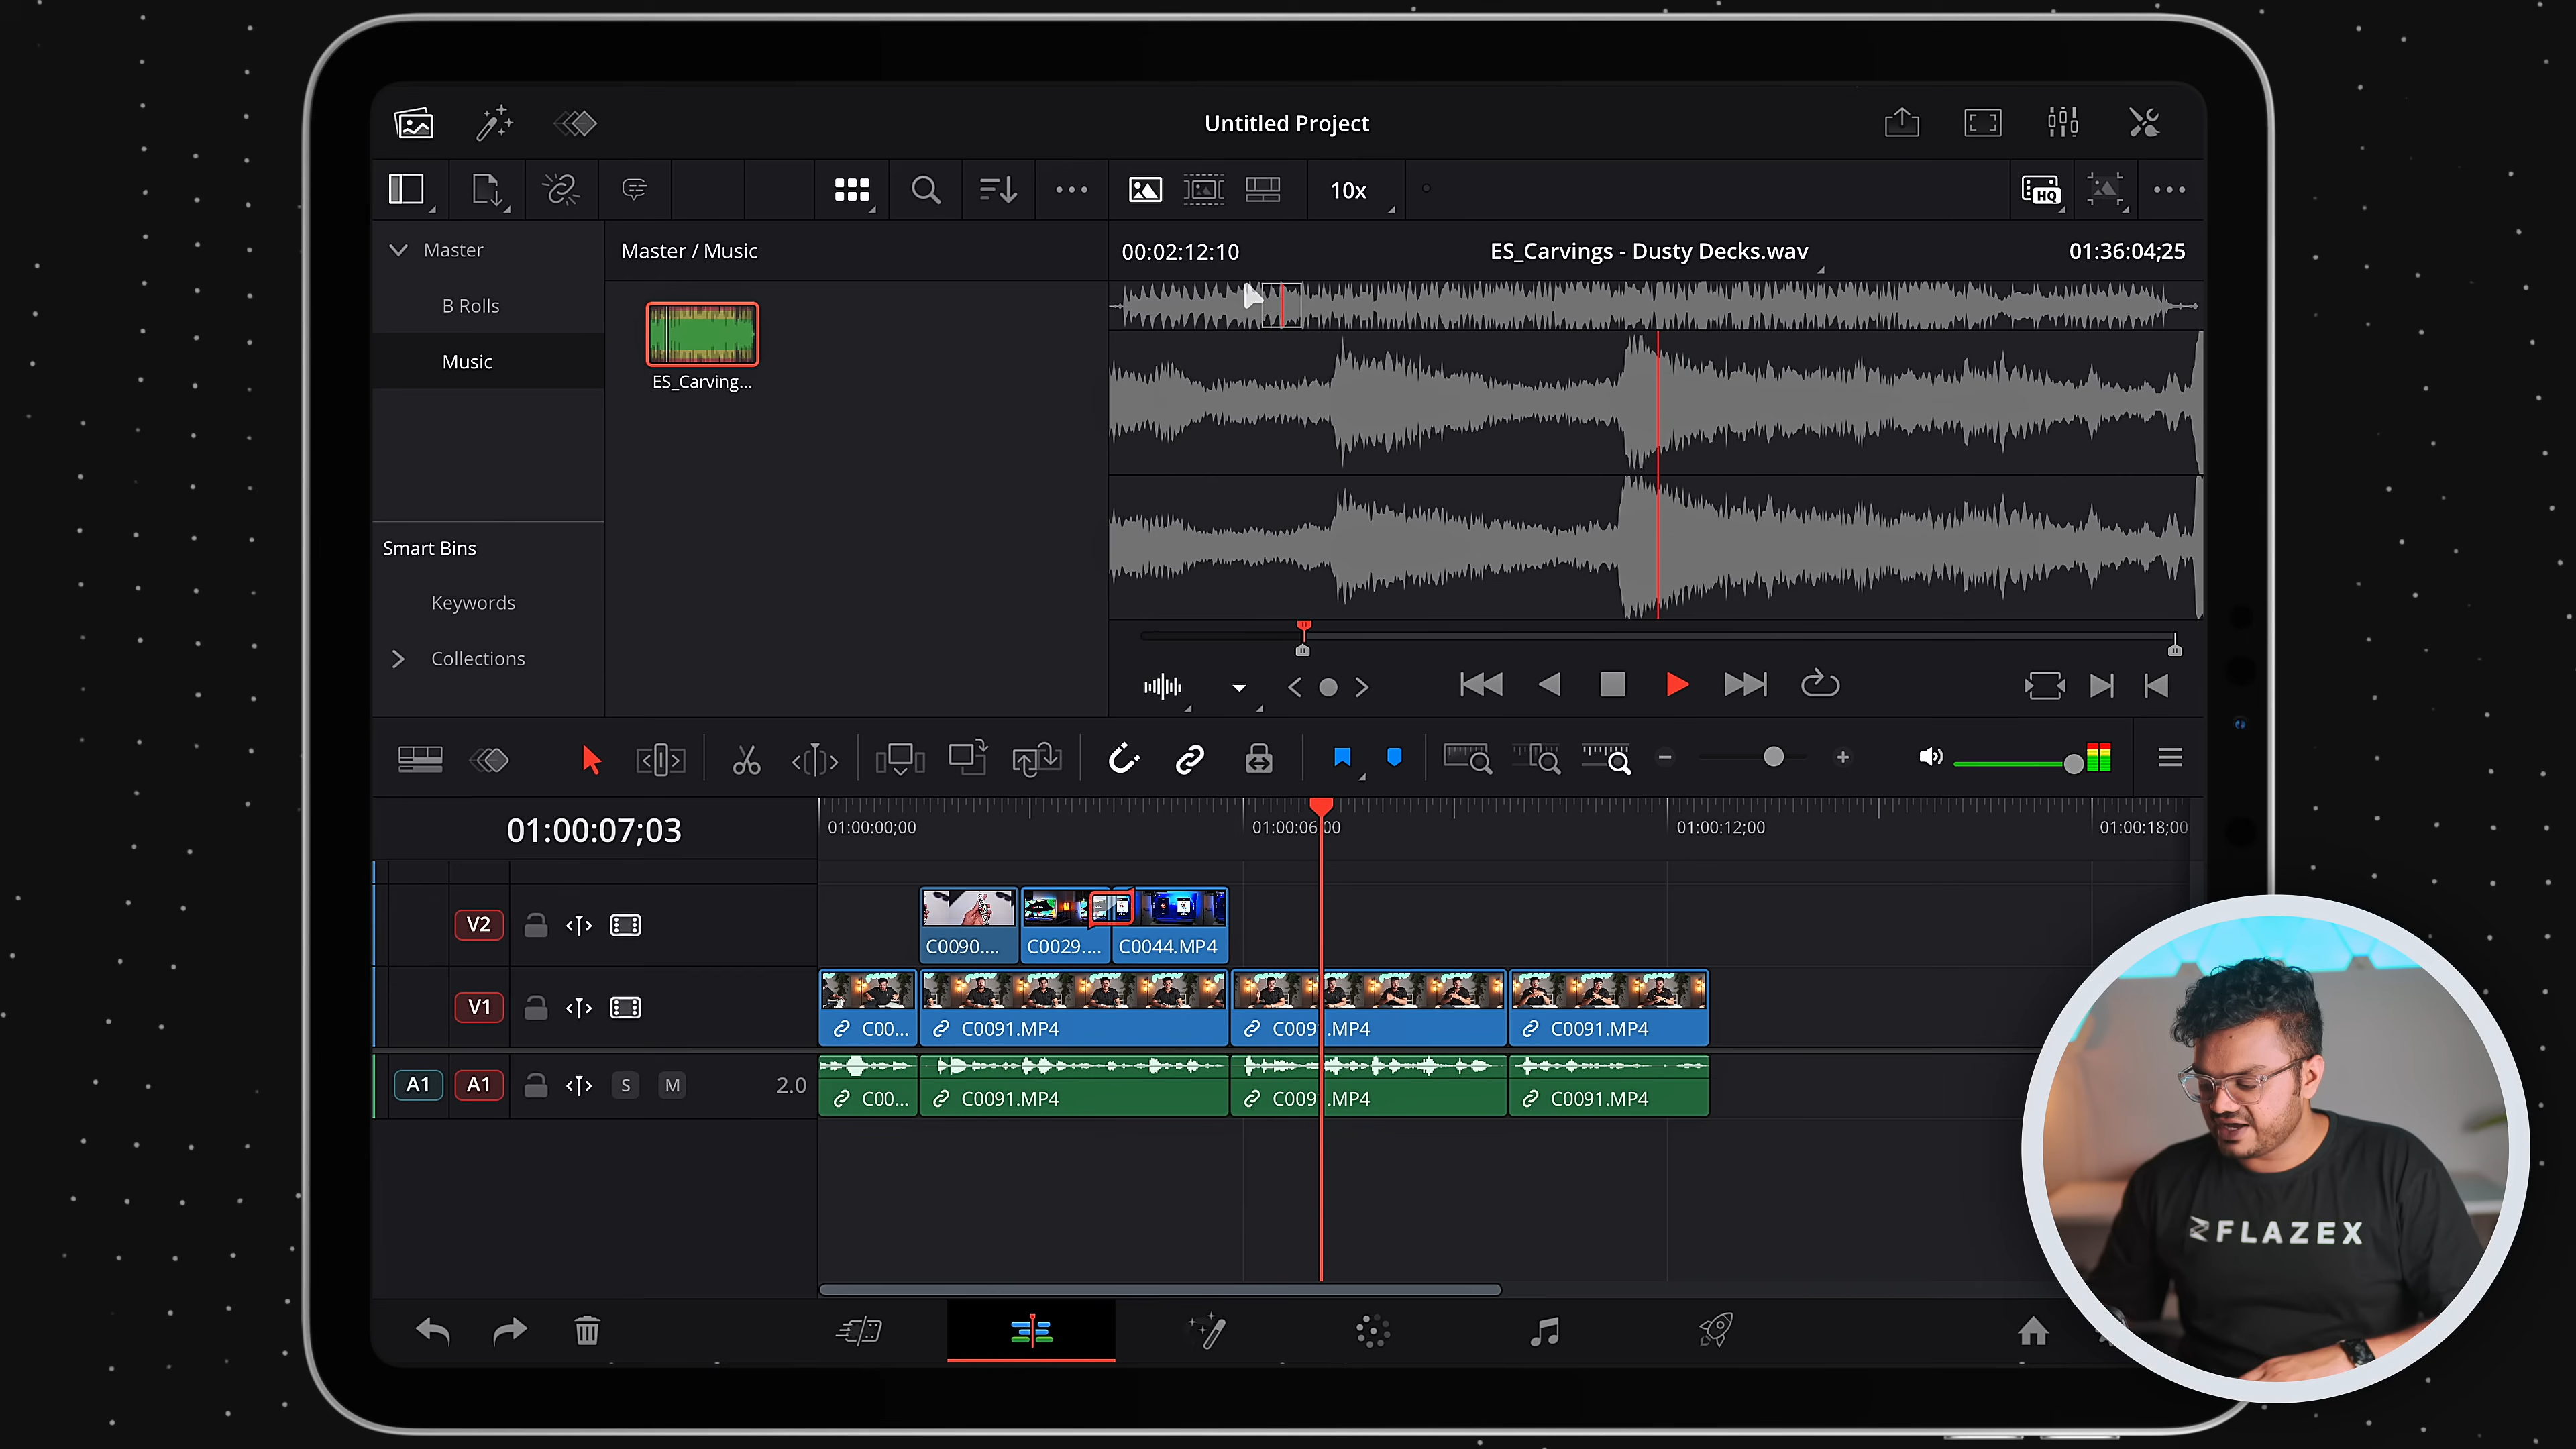 Untitled Project
10x
HQ
Master
Master / Music
00:02:12:10
ES_Carvings - Dusty Decks.wav
01:36:04;25
B Rolls
Music
ES_Carving...
Smart Bins
Keywords
Collections
01:00:07;03
01:00:00;00
01:00:06;00
01:00:12;00
01:00:18;00
V2
C0090....
C0029....
C0044.MP4
V1
C00...
C0091.MP4
C0091.MP4
C0091.MP4
A1
A1
S
M
2.0
C00...
C0091.MP4
C0091.MP4
C0091.MP4
FLAZEX